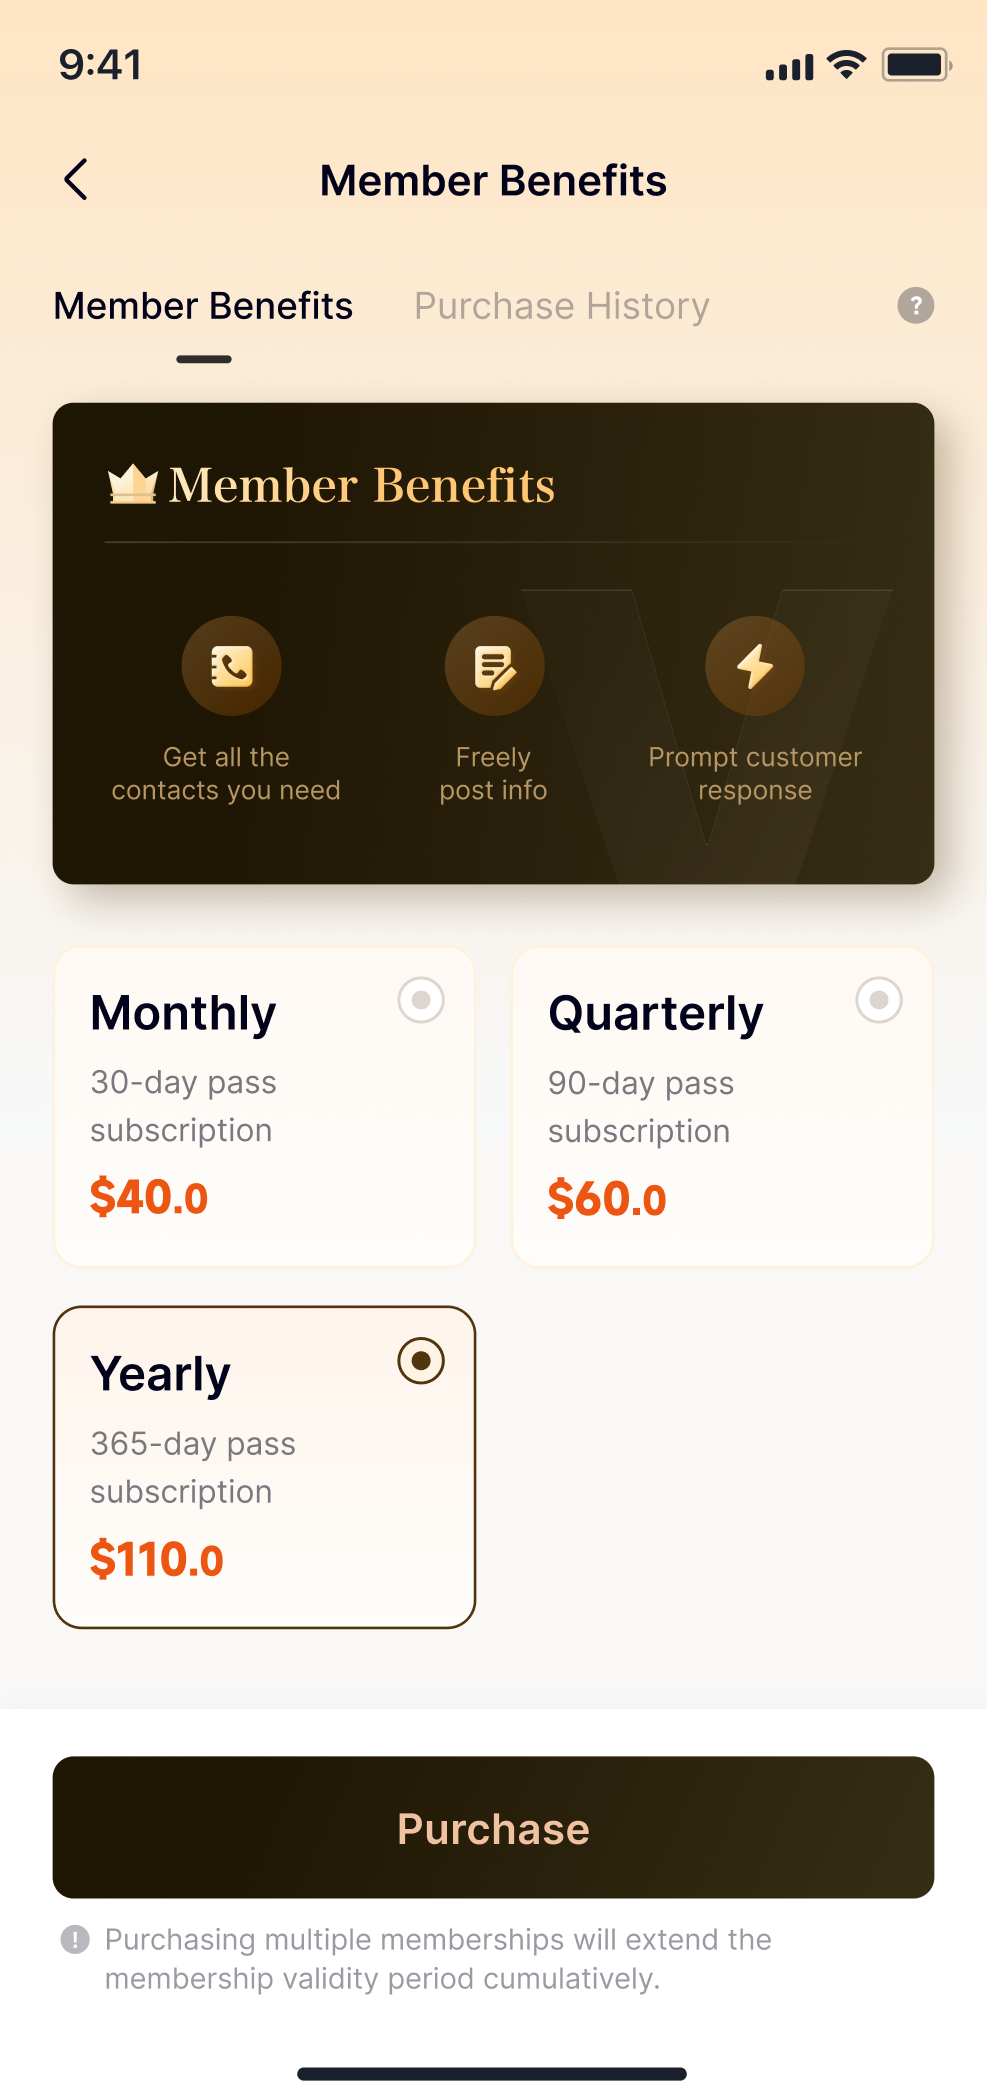 9:41
Member Benefits
Member Benefits
Purchase History
?
Member Benefits
Get all the
contacts you need
Freely
post info
Prompt customer
response
Monthly
30-day pass
subscription
$40.0
Quarterly
90-day pass
subscription
$60.0
Yearly
365-day pass
subscription
$110.0
Purchase
Purchasing multiple memberships will extend the
membership validity period cumulatively.